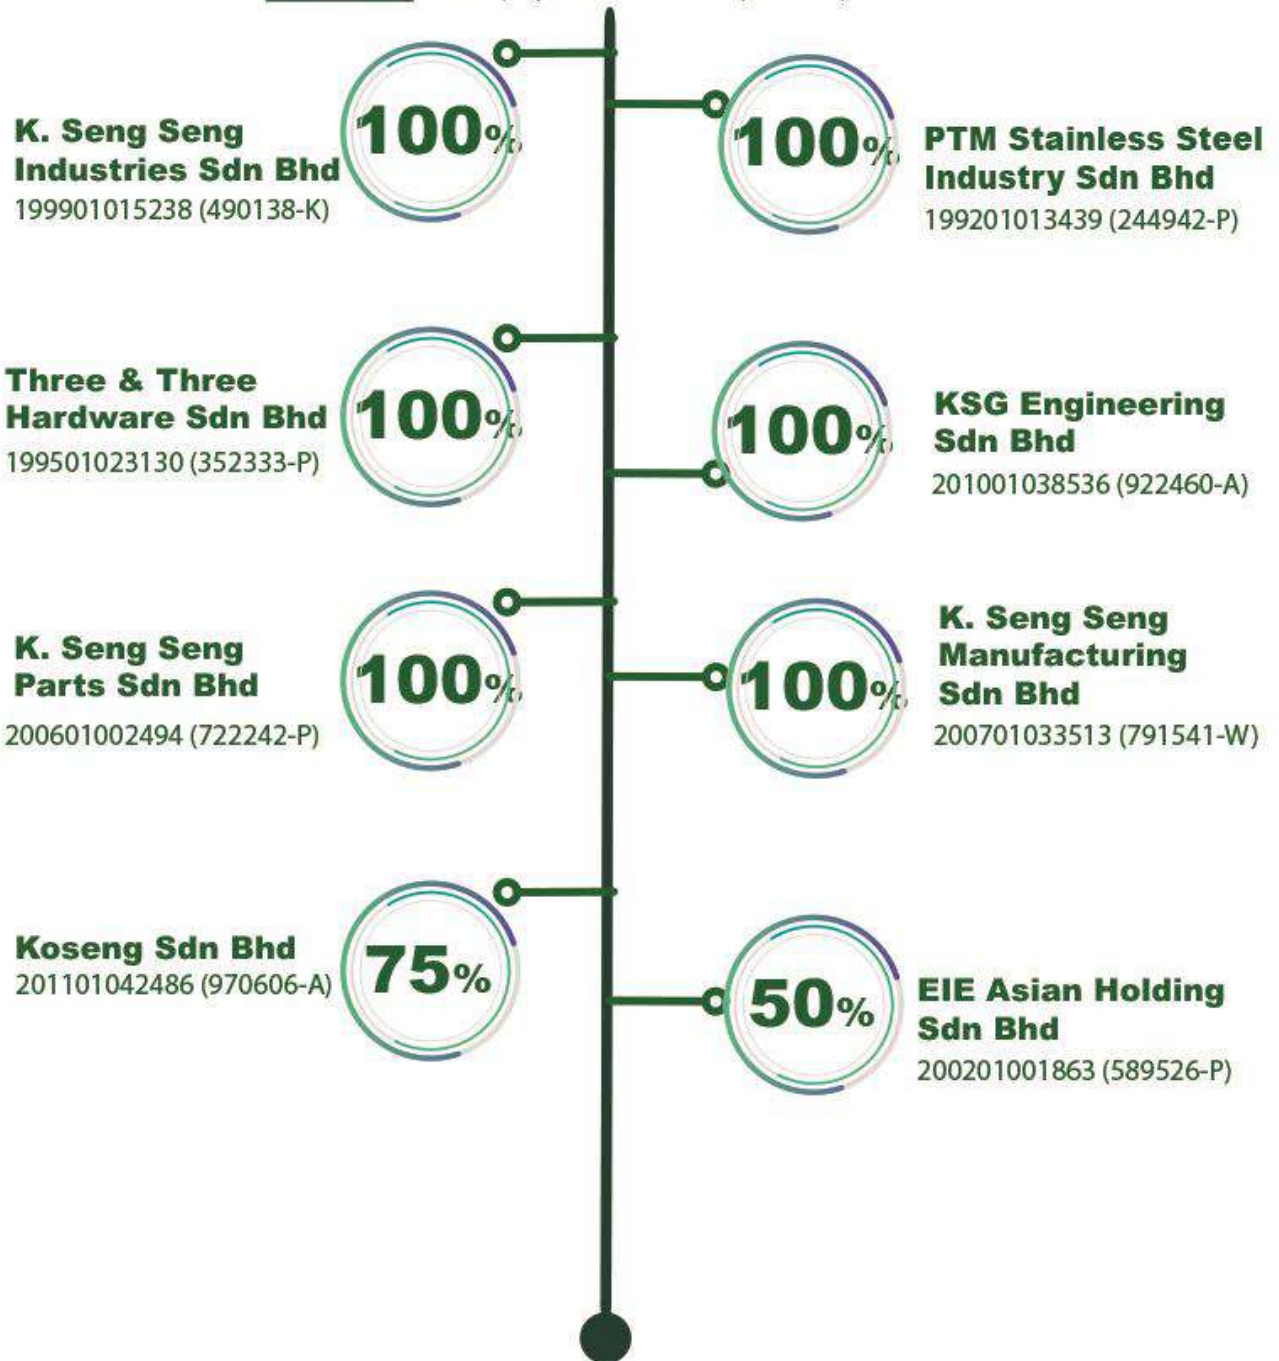 100%
K. Seng Seng
Industries Sdn Bhd
199901015238 (490138-K)
100%
PTM Stainless Steel
Industry Sdn Bhd
199201013439 (244942-P)
100%
Three & Three
Hardware Sdn Bhd
199501023130 (352333-P)
100%
KSG Engineering
Sdn Bhd
201001038536 (922460-A)
100%
K. Seng Seng
Parts Sdn Bhd
200601002494 (722242-P)
100%
K. Seng Seng
Manufacturing
Sdn Bhd
200701033513 (791541-W)
75%
Koseng Sdn Bhd
201101042486 (970606-A)
50%
EIE Asian Holding
Sdn Bhd
200201001863 (589526-P)